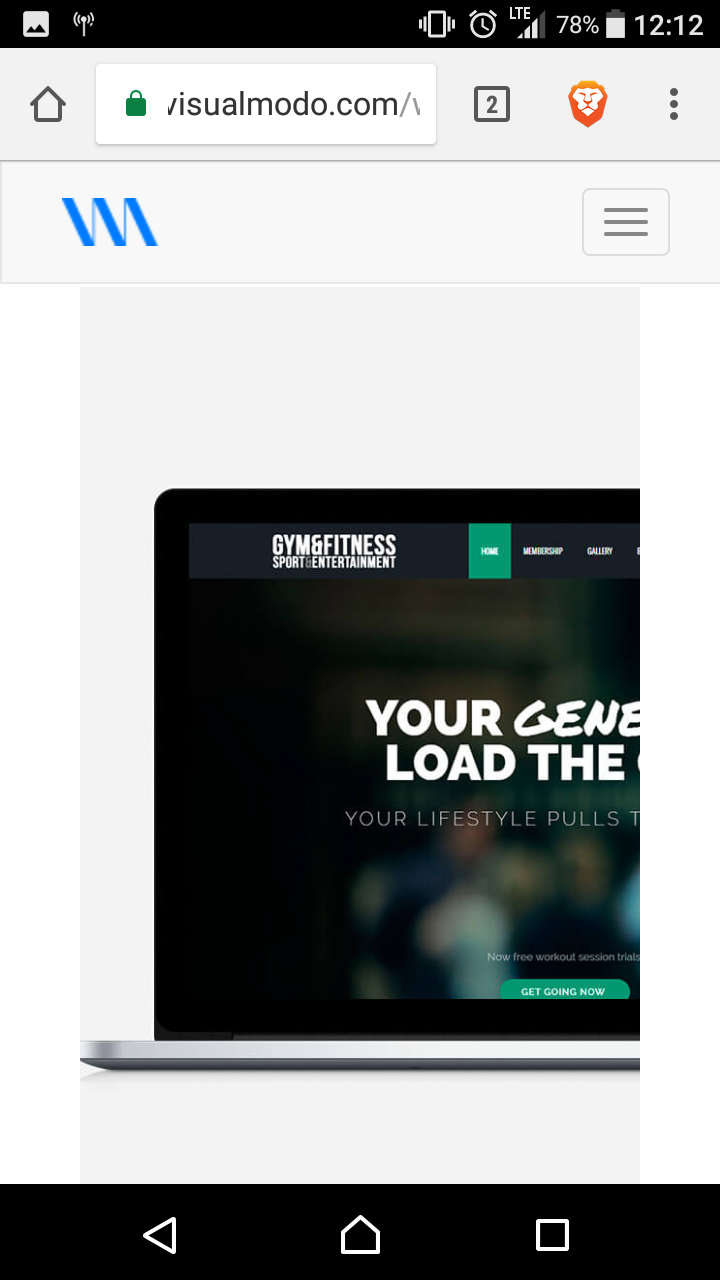 LTE 78% 12:12
visualmodo.com/
2
GYM&FITNESS
SPORT&ENTERTAINMENT
HOME MEMBERSHIP GALLERY
YOUR GENE
LOAD THE
YOUR LIFESTYLE PULLS T
Now free workout session trials
GET GOING NOW